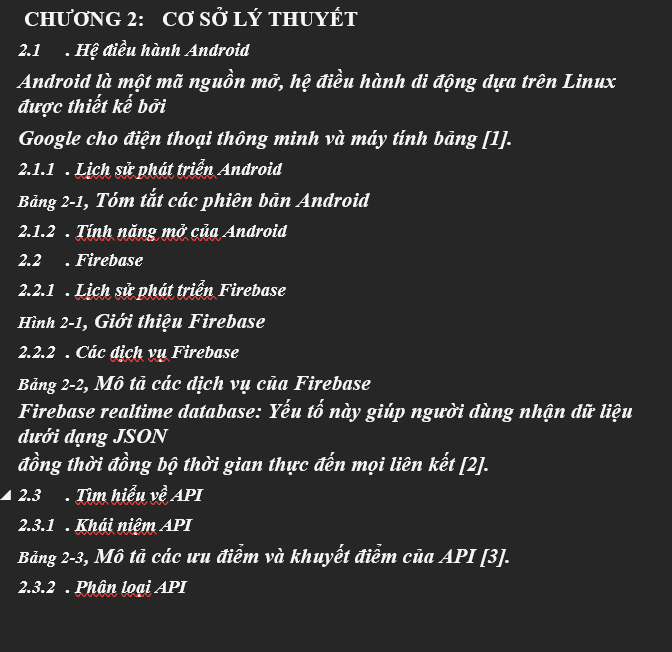 CHƯƠNG 2: CƠ SỞ LÝ THUYẾT
2.1 . Hệ điều hành Android
Android là một mã nguồn mở, hệ điều hành di động dựa trên Linux
được thiết kế bởi
Google cho điện thoại thông minh và máy tính bảng [1].
2.1.1 . Lịch sử phát triển Android
Bảng 2-1, Tóm tắt các phiên bản Android
2.1.2 . Tính năng mở của Android
2.2 . Firebase
2.2.1 . Lịch sử phát triển Firebase
Hình 2-1, Giới thiệu Firebase
2.2.2 . Các dịch vụ Firebase
Bảng 2-2, Mô tả các dịch vụ của Firebase
Firebase realtime database: Yếu tố này giúp người dùng nhận dữ liệu
dưới dạng JSON
đồng thời đồng bộ thời gian thực đến mọi liên kết [2].
2.3 . Tìm hiểu về API
2.3.1 . Khái niệm API
Bảng 2-3, Mô tả các ưu điểm và khuyết điểm của API [3].
2.3.2 . Phân loại API